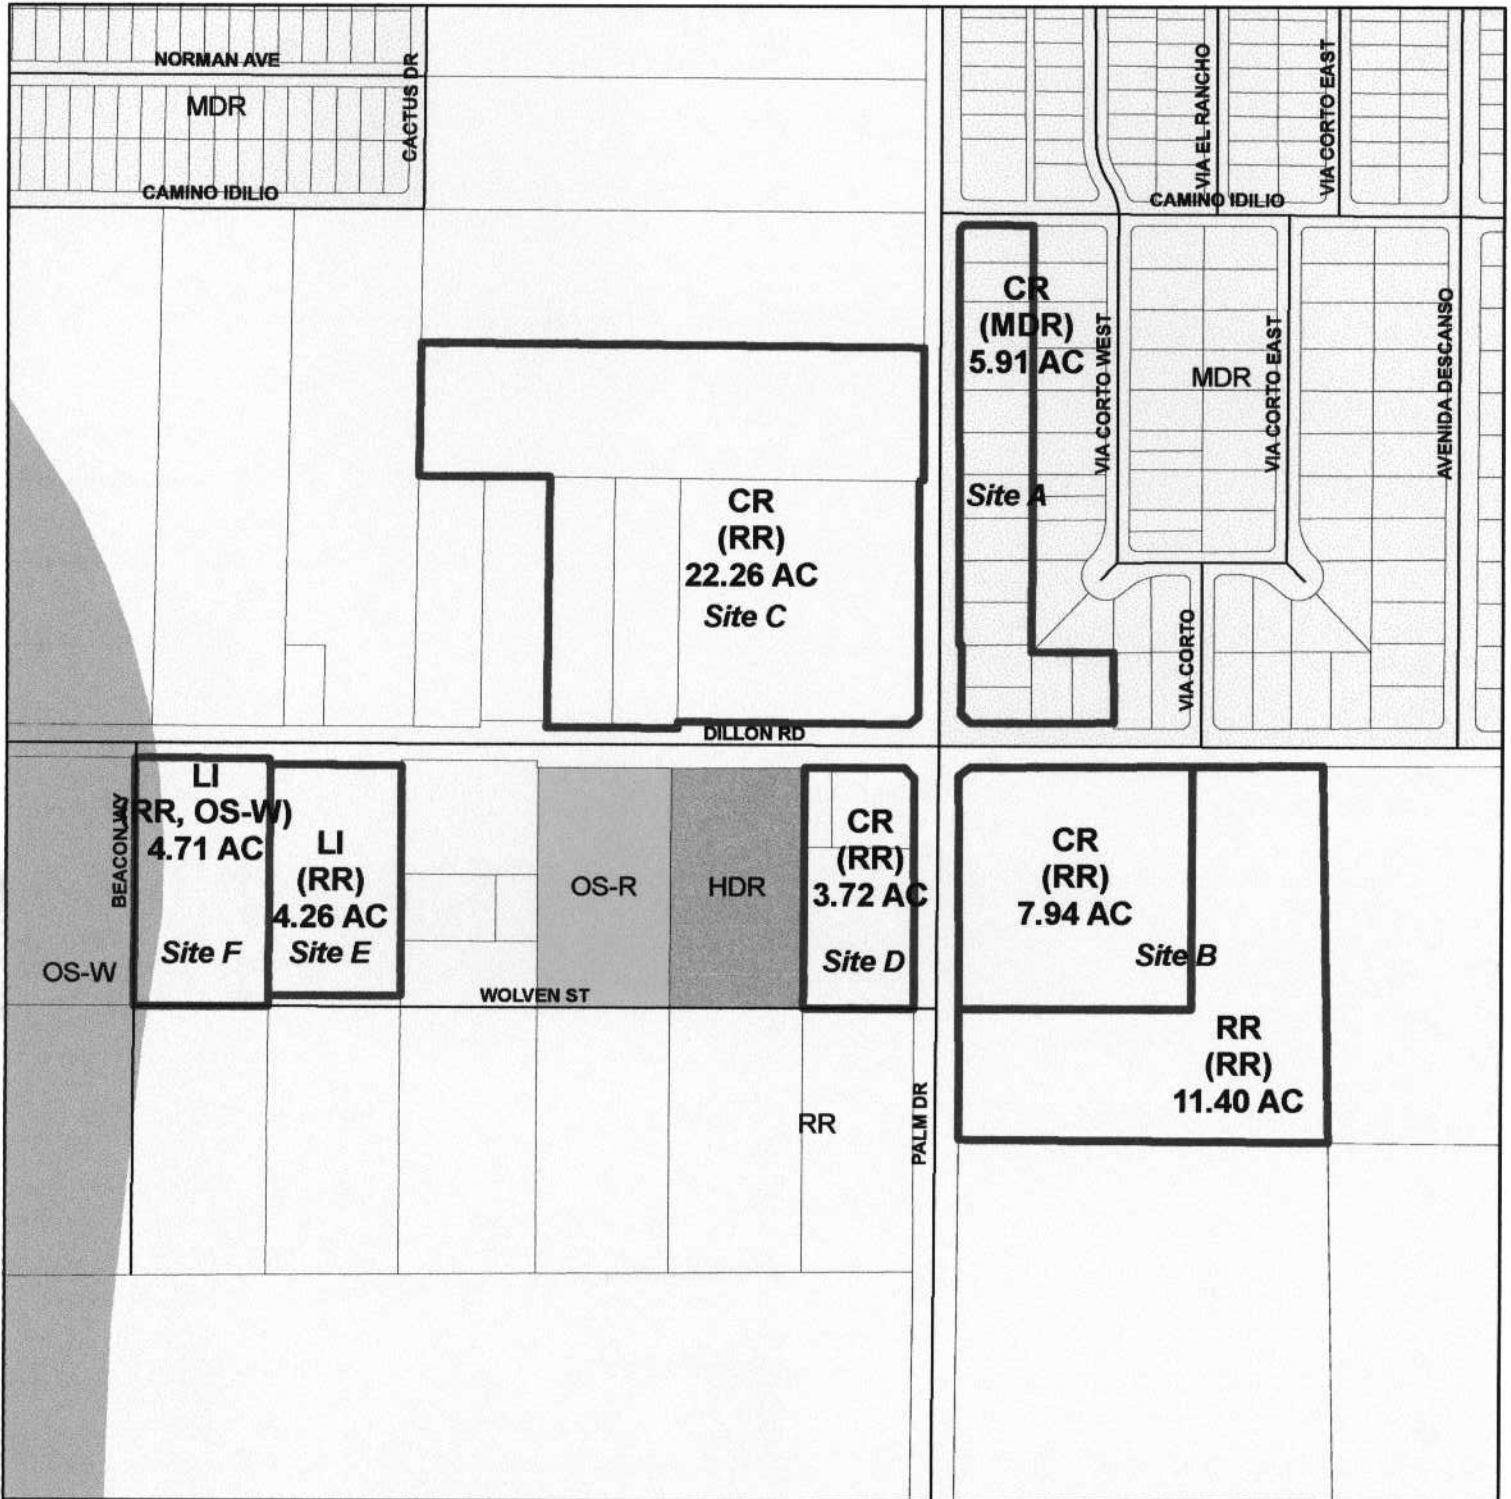 NORMAN AVE
MDR
CACTUS DR
CAMINO IDILIO
VIA EL RANCHO
VIA CORTO EAST
CAMINO IDILIO
CR
(MDR)
5.91 AC
Site A
VIA CORTO WEST
MDR
VIA CORTO EAST
AVENIDA DESCANSO
CR
(RR)
22.26 AC
Site C
VIA CORTO
DILLON RD
BEACON WY
LI
(RR, OS-W)
4.71 AC
Site F
LI
(RR)
4.26 AC
Site E
OS-R
HDR
CR
(RR)
3.72 AC
Site D
CR
(RR)
7.94 AC
Site B
OS-W
WOLVEN ST
RR
(RR)
11.40 AC
RR
PALM DR